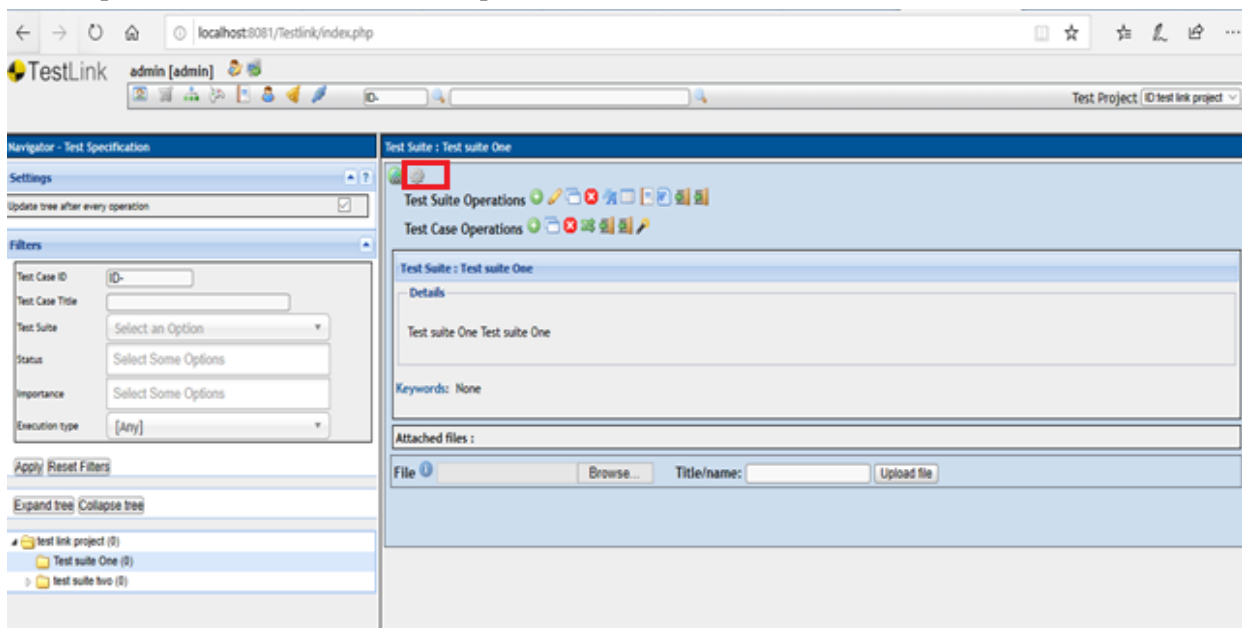 localhost:8081/Testlink/index.php
TestLink admin [admin]
ID- Test Project ID:test link project
Navigator - Test Specification
Settings ?
Update tree after every operation
Filters
Test Case ID ID-
Test Case Title
Test Suite Select an Option
Status Select Some Options
Importance Select Some Options
Execution type [Any]
Apply Reset Filters
Expand tree Collapse tree
test link project (0)
Test suite One (0)
test suite two (0)
Test Suite : Test suite One
Test Suite Operations
Test Case Operations
Test Suite : Test suite One
Details
Test suite One Test suite One
Keywords: None
Attached files :
File Browse... Title/name: Upload file